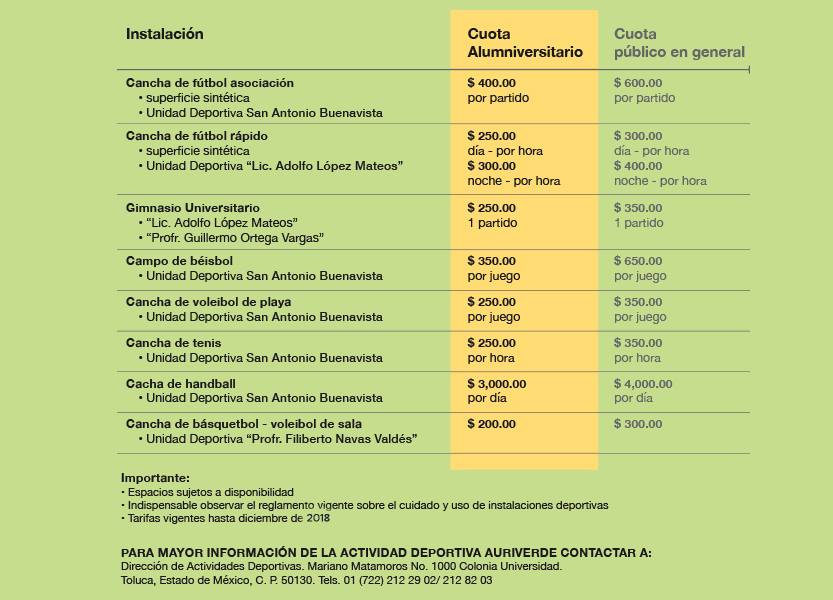 Instalación
Cuota
Alumniversitario
Cuota
público en general
Cancha de fútbol asociación
• superficie sintética
• Unidad Deportiva San Antonio Buenavista
$ 400.00
por partido
$ 600.00
por partido
Cancha de fútbol rápido
• superficie sintética
• Unidad Deportiva “Lic. Adolfo López Mateos”
$ 250.00
día - por hora
$ 300.00
noche - por hora
$ 300.00
día - por hora
$ 400.00
noche - por hora
Gimnasio Universitario
• “Lic. Adolfo López Mateos”
• “Profr. Guillermo Ortega Vargas”
$ 250.00
1 partido
$ 350.00
1 partido
Campo de béisbol
• Unidad Deportiva San Antonio Buenavista
$ 350.00
por juego
$ 650.00
por juego
Cancha de voleibol de playa
• Unidad Deportiva San Antonio Buenavista
$ 250.00
por juego
$ 350.00
por juego
Cancha de tenis
• Unidad Deportiva San Antonio Buenavista
$ 250.00
por hora
$ 350.00
por hora
Cacha de handball
• Unidad Deportiva San Antonio Buenavista
$ 3,000.00
por día
$ 4,000.00
por día
Cancha de básquetbol - voleibol de sala
• Unidad Deportiva “Profr. Filiberto Navas Valdés”
$ 200.00
$ 300.00
Importante:
• Espacios sujetos a disponibilidad
• Indispensable observar el reglamento vigente sobre el cuidado y uso de instalaciones deportivas
• Tarifas vigentes hasta diciembre de 2018
PARA MAYOR INFORMACIÓN DE LA ACTIVIDAD DEPORTIVA AURIVERDE CONTACTAR A:
Dirección de Actividades Deportivas. Mariano Matamoros No. 1000 Colonia Universidad.
Toluca, Estado de México, C. P. 50130. Tels. 01 (722) 212 29 02/ 212 82 03